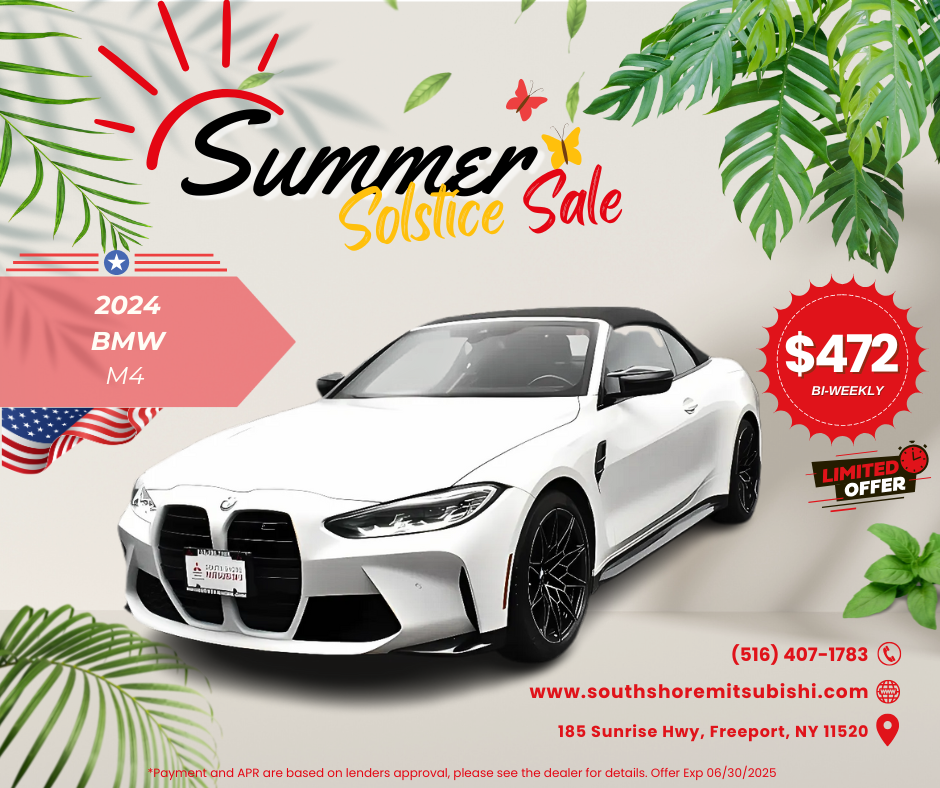 Summer
Solstice Sale
2024
BMW
M4
$472
BI-WEEKLY
LIMITED
OFFER
(516) 407-1783
www.southshoremitsubishi.com
185 Sunrise Hwy, Freeport, NY 11520
*Payment and APR are based on lenders approval, please see the dealer for details. Offer Exp 06/30/2025